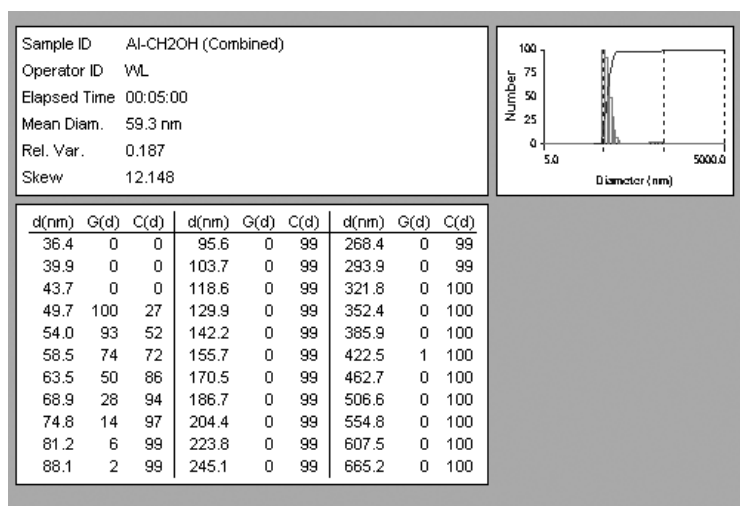 Sample ID Al-CH2OH (Combined)
Operator ID WL
Elapsed Time 00:05:00
Mean Diam. 59.3 nm
Rel. Var. 0.187
Skew 12.148
100
75
50
25
0
Number
5.0 5000.0
Diameter (nm)
d(nm) G(d) C(d) d(nm) G(d) C(d) d(nm) G(d) C(d)
36.4 0 0 95.6 0 99 268.4 0 99
39.9 0 0 103.7 0 99 293.9 0 99
43.7 0 0 118.6 0 99 321.8 0 100
49.7 100 27 129.9 0 99 352.4 0 100
54.0 93 52 142.2 0 99 385.9 0 100
58.5 74 72 155.7 0 99 422.5 1 100
63.5 50 86 170.5 0 99 462.7 0 100
68.9 28 94 186.7 0 99 506.6 0 100
74.8 14 97 204.4 0 99 554.8 0 100
81.2 6 99 223.8 0 99 607.5 0 100
88.1 2 99 245.1 0 99 665.2 0 100